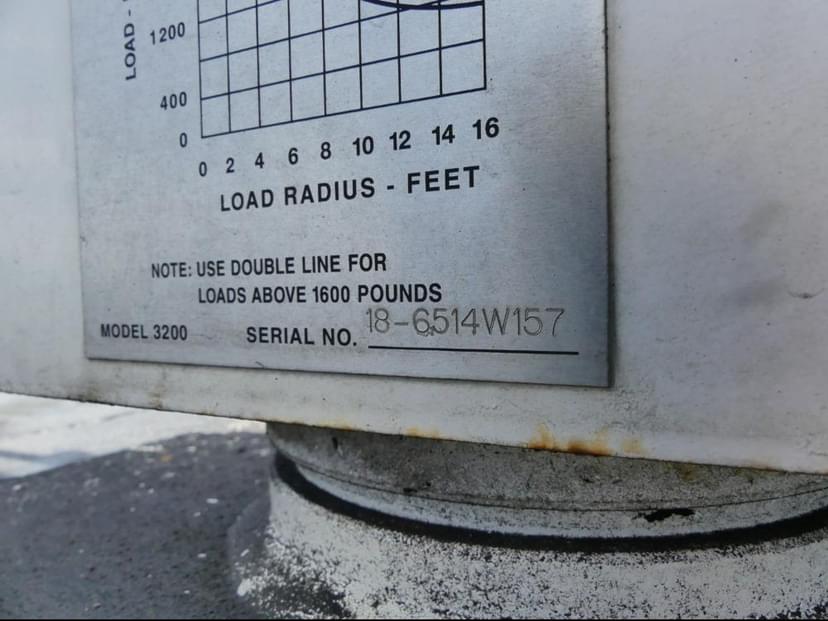 LOAD -
1200
400
0
0 2 4 6 8 10 12 14 16
LOAD RADIUS - FEET
NOTE: USE DOUBLE LINE FOR
LOADS ABOVE 1600 POUNDS
MODEL 3200 SERIAL NO. 18-6514W157